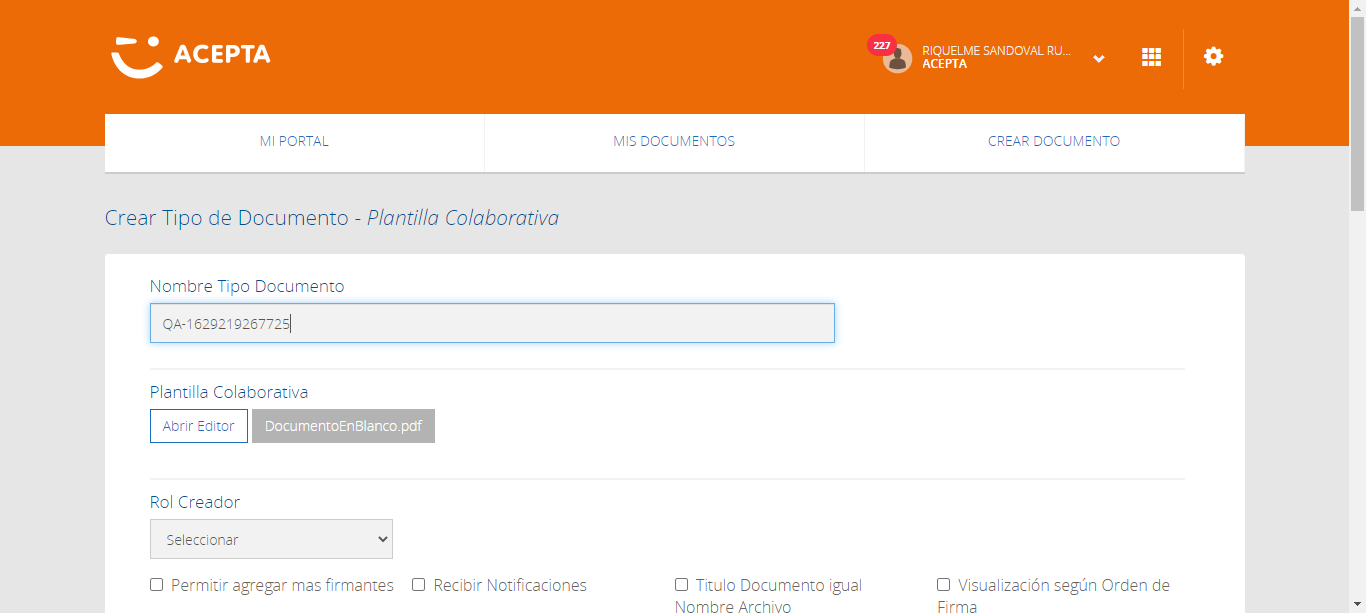 ACEPTA
227
RIQUELME SANDOVAL RU...
ACEPTA
MI PORTAL
MIS DOCUMENTOS
CREAR DOCUMENTO
Crear Tipo de Documento - Plantilla Colaborativa
Nombre Tipo Documento
QA-1629219267725
Plantilla Colaborativa
Abrir Editor
DocumentoEnBlanco.pdf
Rol Creador
Seleccionar
Permitir agregar mas firmantes
Recibir Notificaciones
Titulo Documento igual
Nombre Archivo
Visualización según Orden de
Firma